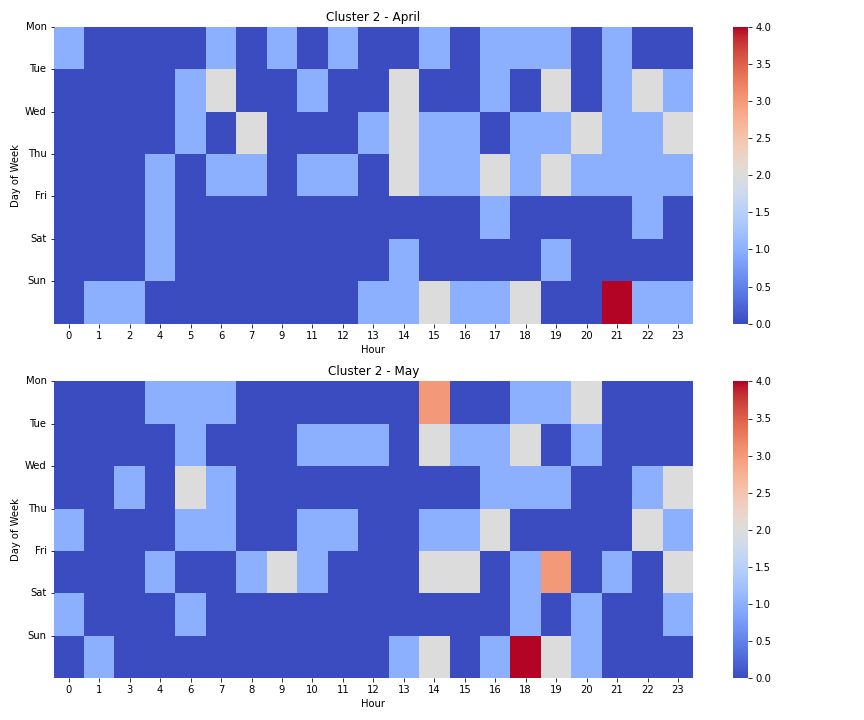 Cluster 2 - April
Day of Week
Mon
Tue
Wed
Thu
Fri
Sat
Sun
0 1 2 4 5 6 7 9 10 11 12 13 14 15 16 17 18 19 20 21 22 23
Hour
4.0
3.5
3.0
2.5
2.0
1.5
1.0
0.5
0.0
Cluster 2 - May
Day of Week
Mon
Tue
Wed
Thu
Fri
Sat
Sun
0 1 3 4 6 7 8 9 10 11 12 13 14 15 16 17 18 19 20 21 22 23
Hour
4.0
3.5
3.0
2.5
2.0
1.5
1.0
0.5
0.0